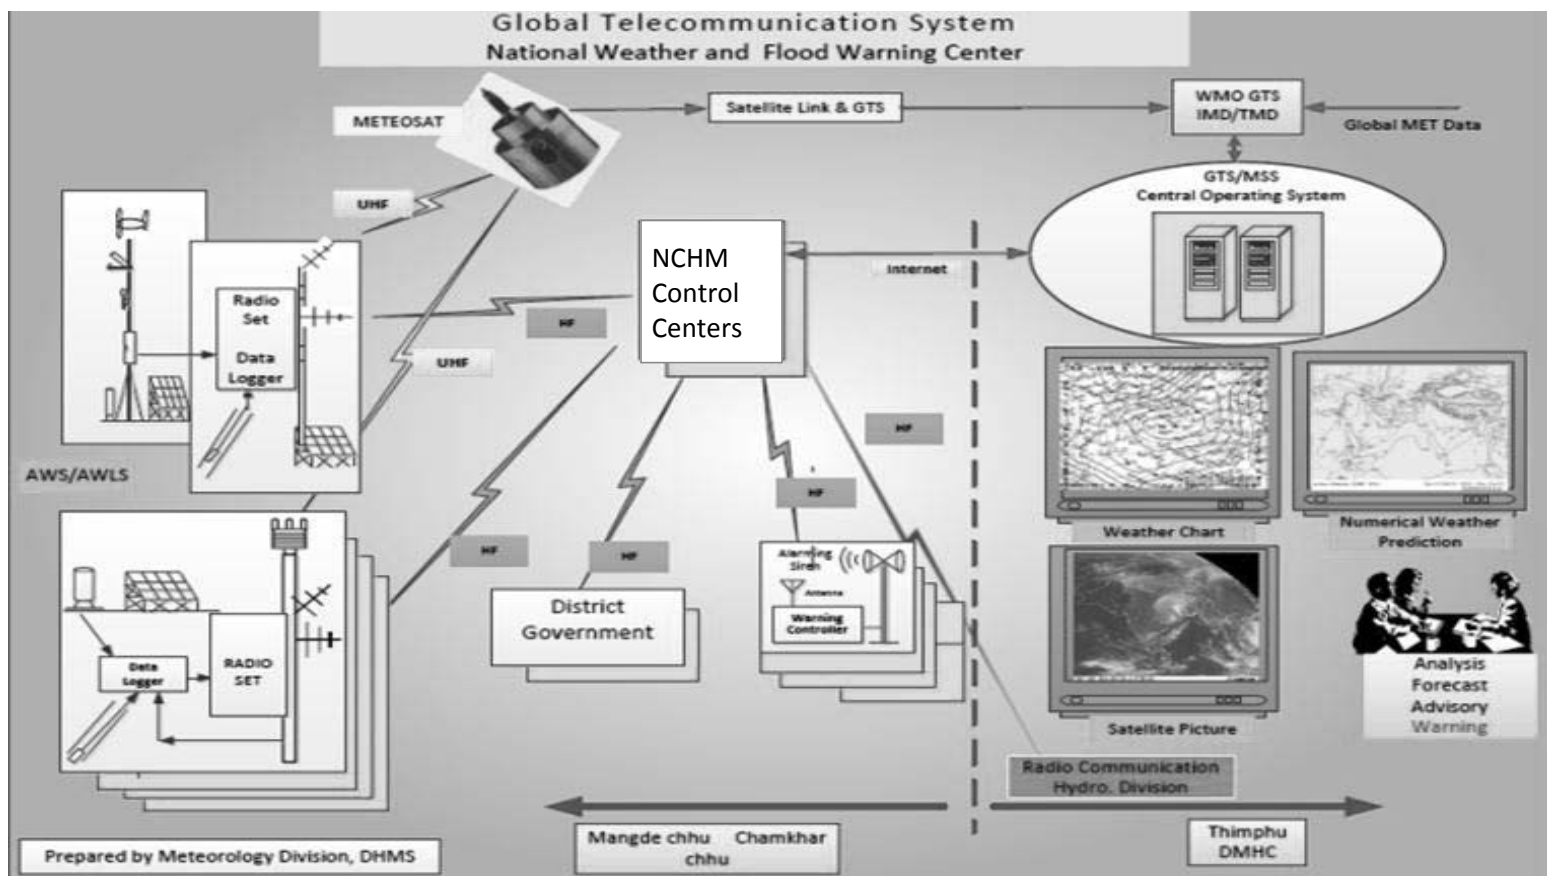 Global Telecommunication System
National Weather and Flood Warning Center
METEOSAT
Satellite Link & GTS
WMO GTS
IMD/TMD
Global MET Data
GTS/MSS
Central Operating System
UHF
NCHM
Control
Centers
Internet
Radio
Set
Data
Logger
HF
UHF
HF
AWS/AWLS
HF
Weather Chart
Numerical Weather
Prediction
HF
HF
Alarming
Siren
Antenna
Warning
Controller
District
Government
Data
Logger
RADIO
SET
Analysis
Forecast
Advisory
Warning
Satellite Picture
Radio Communication
Hydro. Division
Mangde chhu Chamkhar
chhu
Thimphu
DMHC
Prepared by Meteorology Division, DHMS